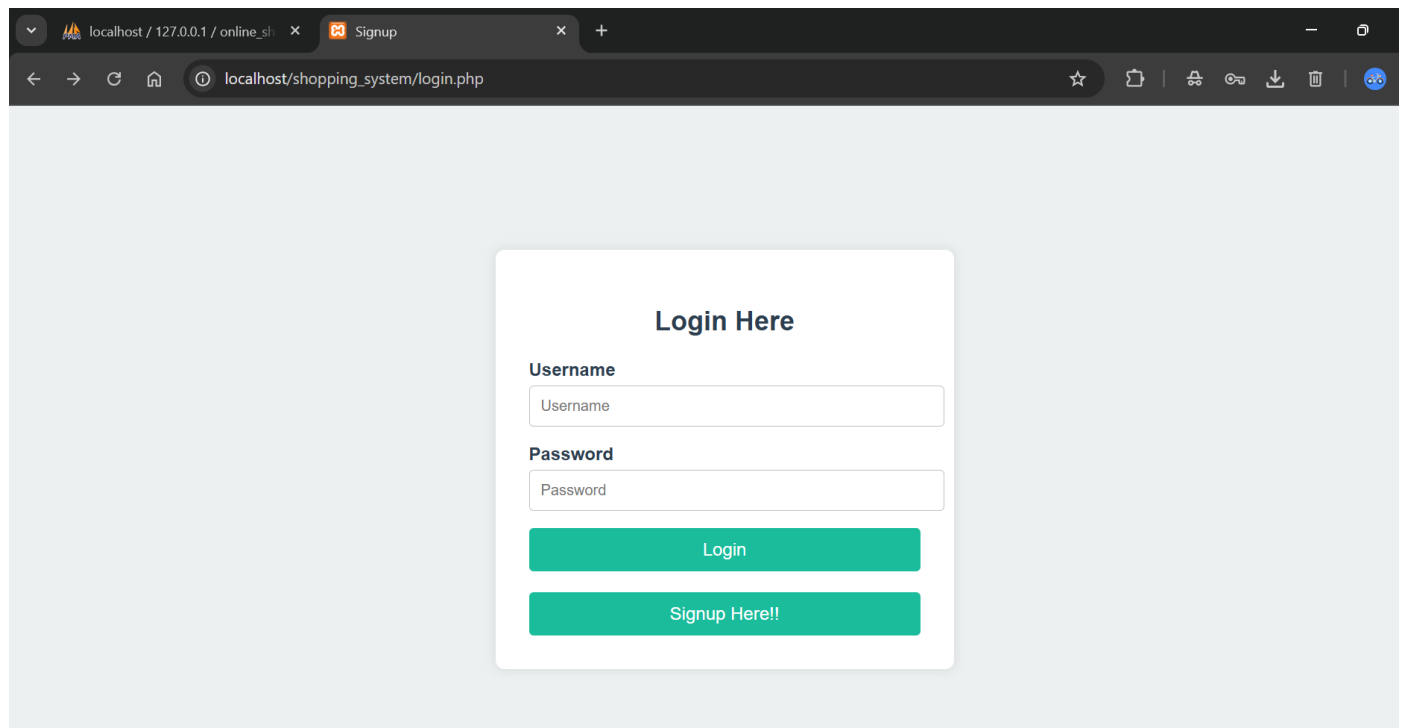 localhost / 127.0.0.1 / online_sh
Signup
localhost/shopping_system/login.php
Login Here
Username
Username
Password
Password
Login
Signup Here!!